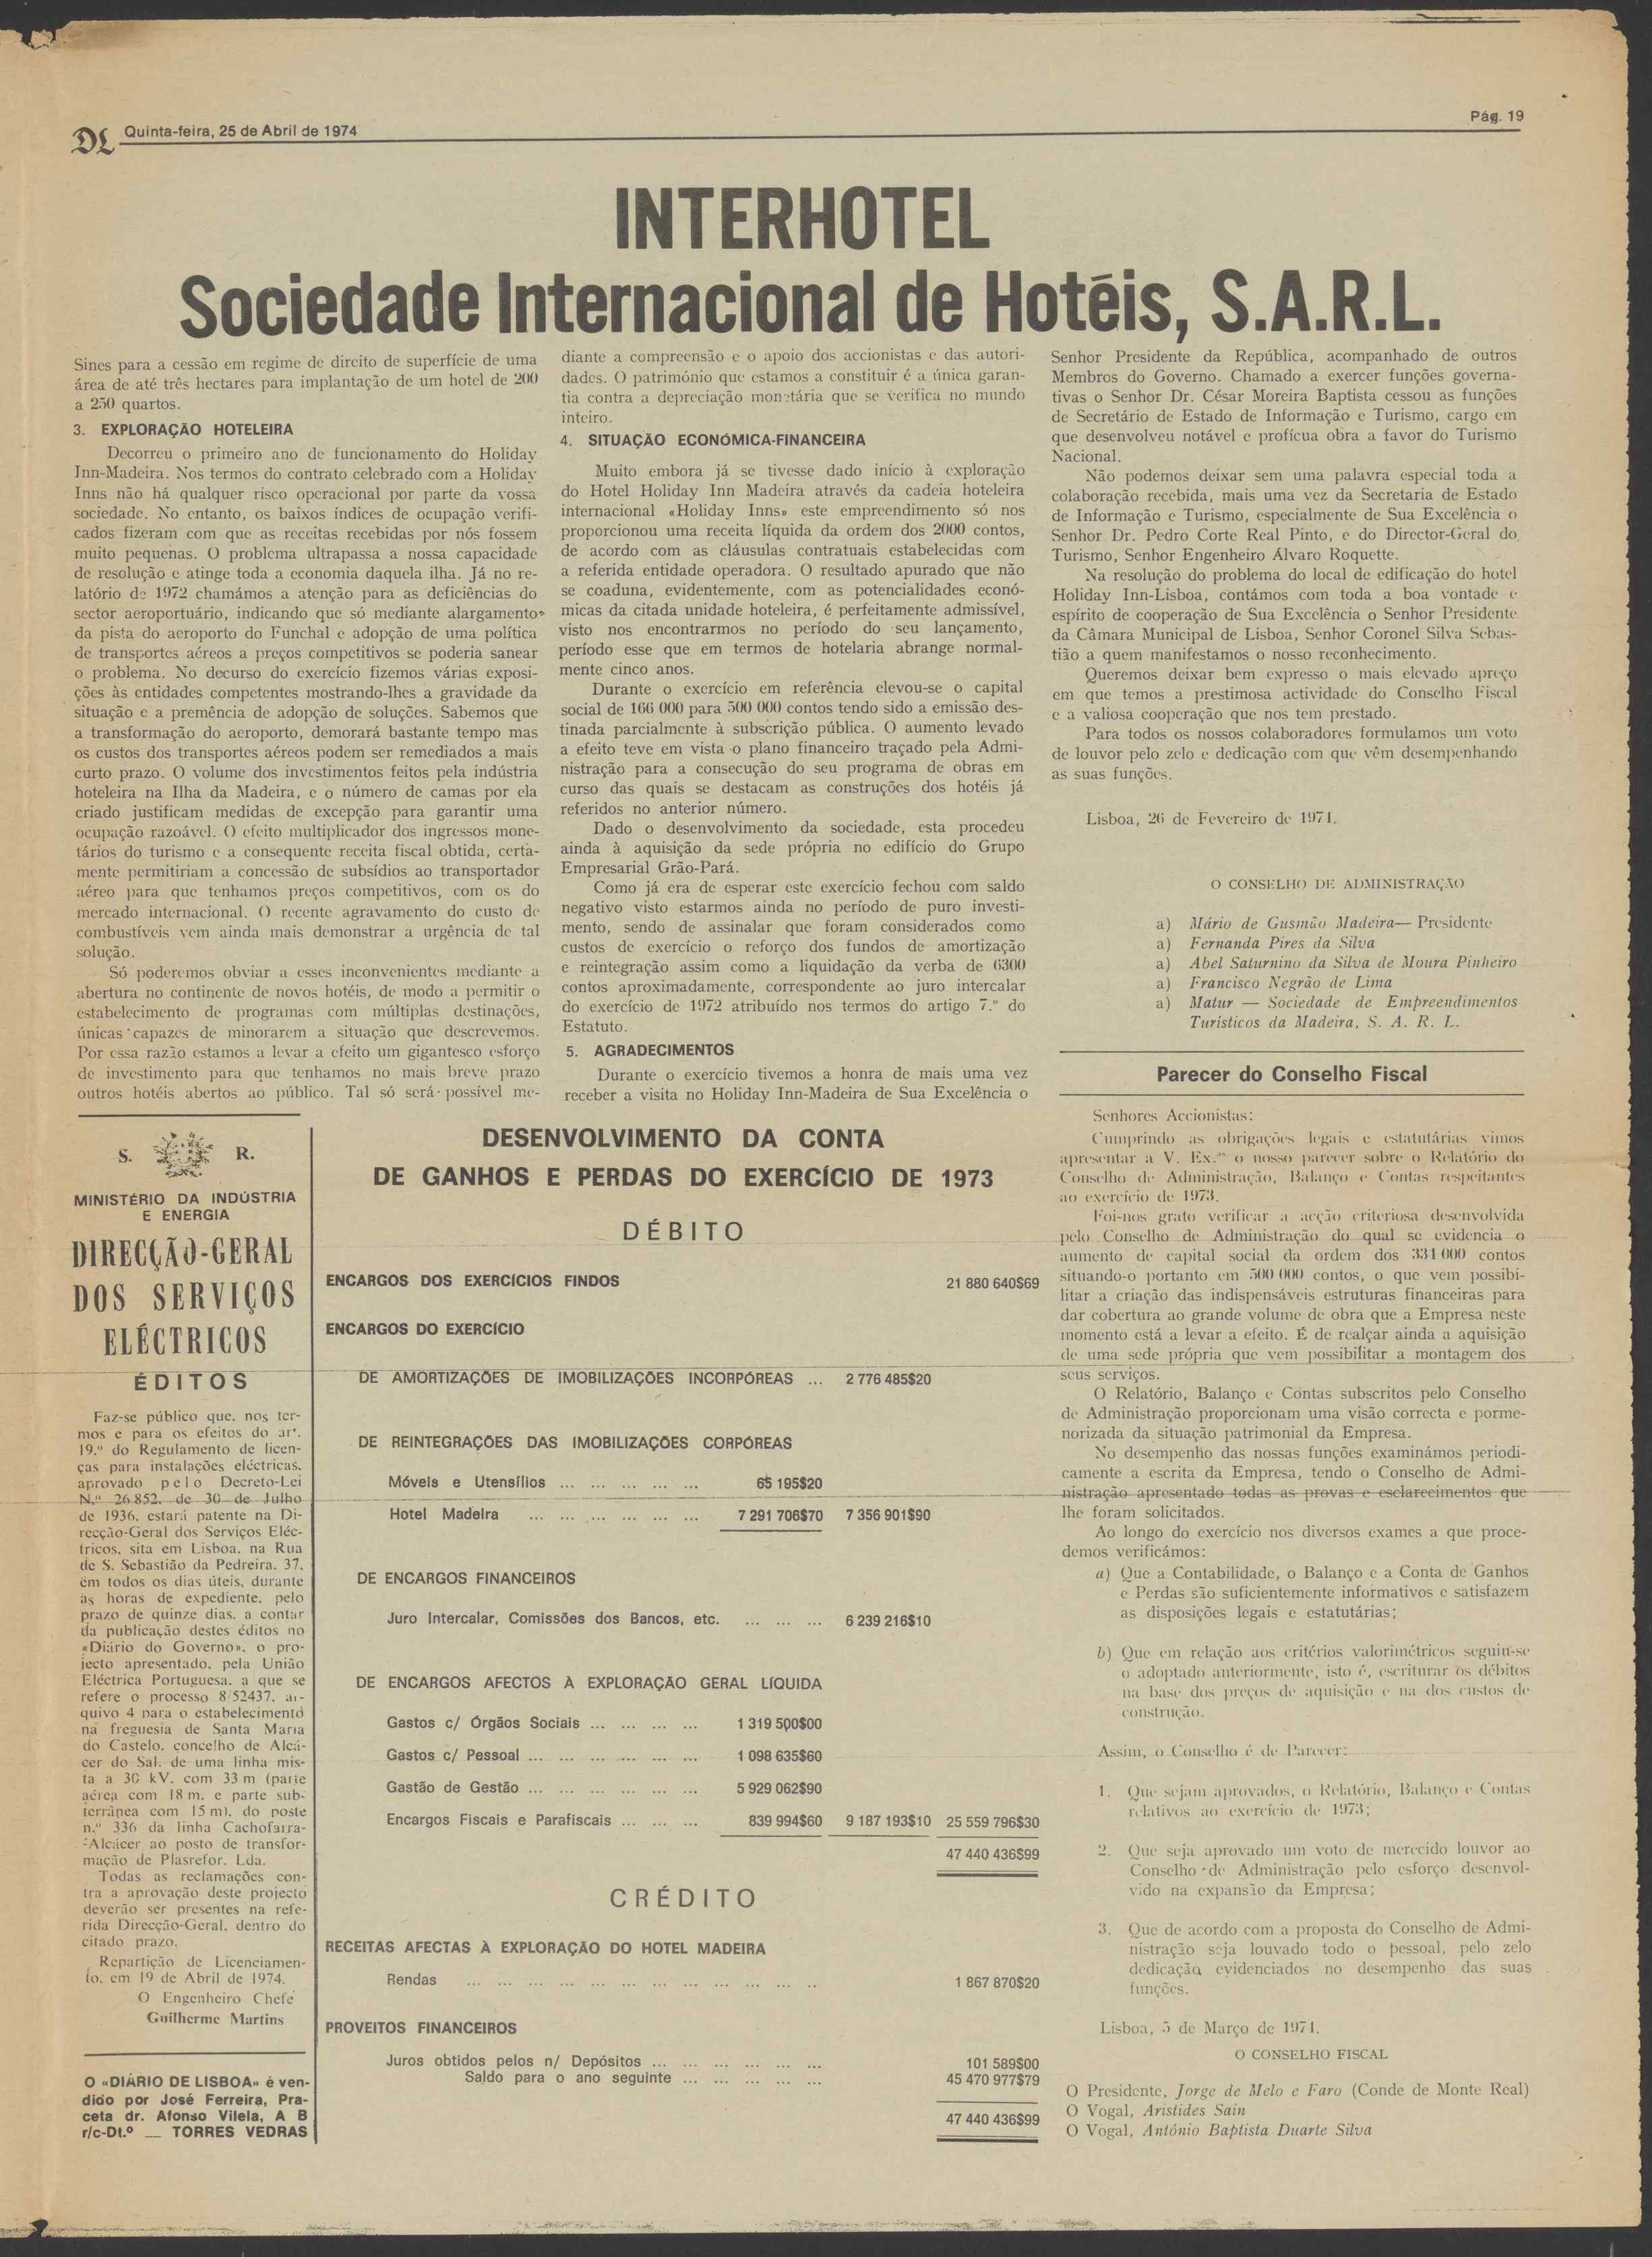 DL Quinta-feira, 25 de Abril de 1974
Pág. 19
INTERHOTEL
Sociedade Internacional de Hotéis, S.A.R.L.
Sines para a cessão em regime de direito de superfície de uma
área de até três hectares para implantação de um hotel de 200
a 250 quartos.
3. EXPLORAÇÃO HOTELEIRA
Decorreu o primeiro ano de funcionamento do Holiday
Inn-Madeira. Nos termos do contrato celebrado com a Holiday
Inns não há qualquer risco operacional por parte da vossa
sociedade. No entanto, os baixos índices de ocupação verifi-
cados fizeram com que as receitas recebidas por nós fossem
muito pequenas. O problema ultrapassa a nossa capacidade
de resolução e atinge toda a economia daquela ilha. Já no re-
latório de 1972 chamámos a atenção para as deficiências do
sector aeroportuário, indicando que só mediante alargamento
da pista do aeroporto do Funchal e adopção de uma política
de transportes aéreos a preços competitivos se poderia sanear
o problema. No decurso do exercício fizemos várias exposi-
ções às entidades competentes mostrando-lhes a gravidade da
situação e a premência de adopção de soluções. Sabemos que
a transformação do aeroporto, demorará bastante tempo mas
os custos dos transportes aéreos podem ser remediados a mais
curto prazo. O volume dos investimentos feitos pela indústria
hoteleira na Ilha da Madeira, e o número de camas por ela
criado justificam medidas de excepção para garantir uma
ocupação razoável. O efeito multiplicador dos ingressos mone-
tários do turismo e a consequente receita fiscal obtida, certa-
mente permitiriam a concessão de subsídios ao transportador
aéreo para que tenhamos preços competitivos, com os do
mercado internacional. O recente agravamento do custo de
combustíveis vem ainda mais demonstrar a urgência de tal
solução.
Só poderemos obviar a esses inconvenientes mediante a
abertura no continente de novos hotéis, de modo a permitir o
estabelecimento de programas com múltiplas destinações,
únicas capazes de minorarem a situação que descrevemos.
Por essa razão estamos a levar a efeito um gigantesco esforço
de investimento para que tenhamos no mais breve prazo
outros hotéis abertos ao público. Tal só será possível me-
diante a compreensão e o apoio dos accionistas e das autori-
dades. O património que estamos a constituir é a única garan-
tia contra a depreciação monetária que se verifica no mundo
inteiro.
4. SITUAÇÃO ECONÓMICA-FINANCEIRA
Muito embora já se tivesse dado início à exploração
do Hotel Holiday Inn Madeira através da cadeia hoteleira
internacional «Holiday Inns» este empreendimento só nos
proporcionou uma receita líquida da ordem dos 2000 contos,
de acordo com as cláusulas contratuais estabelecidas com
a referida entidade operadora. O resultado apurado que não
se coaduna, evidentemente, com as potencialidades econó-
micas da citada unidade hoteleira, é perfeitamente admissível,
visto nos encontrarmos no período do seu lançamento,
período esse que em termos de hotelaria abrange normal-
mente cinco anos.
Durante o exercício em referência elevou-se o capital
social de 166 000 para 500 000 contos tendo sido a emissão des-
tinada parcialmente à subscrição pública. O aumento levado
a efeito teve em vista o plano financeiro traçado pela Admi-
nistração para a consecução do seu programa de obras em
curso das quais se destacam as construções dos hotéis já
referidos no anterior número.
Dado o desenvolvimento da sociedade, esta procedeu
ainda à aquisição da sede própria no edifício do Grupo
Empresarial Grão-Pará.
Como já era de esperar este exercício fechou com saldo
negativo visto estarmos ainda no período de puro investi-
mento, sendo de assinalar que foram considerados como
custos de exercício o reforço dos fundos de amortização
e reintegração assim como a liquidação da verba de 6300
contos aproximadamente, correspondente ao juro intercalar
do exercício de 1972 atribuído nos termos do artigo 7.º do
Estatuto.
5. AGRADECIMENTOS
Durante o exercício tivemos a honra de mais uma vez
receber a visita no Holiday Inn-Madeira de Sua Excelência o
Senhor Presidente da República, acompanhado de outros
Membros do Governo. Chamado a exercer funções governa-
tivas o Senhor Dr. César Moreira Baptista cessou as funções
de Secretário de Estado de Informação e Turismo, cargo em
que desenvolveu notável e profícua obra a favor do Turismo
Nacional.
Não podemos deixar sem uma palavra especial toda a
colaboração recebida, mais uma vez da Secretaria de Estado
de Informação e Turismo, especialmente de Sua Excelência o
Senhor Dr. Pedro Corte Real Pinto, e do Director-Geral do
Turismo, Senhor Engenheiro Álvaro Roquette.
Na resolução do problema do local de edificação do hotel
Holiday Inn-Lisboa, contámos com toda a boa vontade e
espírito de cooperação de Sua Excelência o Senhor Presidente
da Câmara Municipal de Lisboa, Senhor Coronel Silva Sebas-
tião a quem manifestamos o nosso reconhecimento.
Queremos deixar bem expresso o mais elevado apreço
em que temos a prestimosa actividade do Conselho Fiscal
e a valiosa cooperação que nos tem prestado.
Para todos os nossos colaboradores formulamos um voto
de louvor pelo zelo e dedicação com que vêm desempenhando
as suas funções.
Lisboa, 26 de Fevereiro de 1974.
O CONSELHO DE ADMINISTRAÇÃO
a) Mário de Gusmão Madeira— Presidente
a) Fernanda Pires da Silva
a) Abel Saturnino da Silva de Moura Pinheiro
a) Francisco Negrão de Lima
a) Matur — Sociedade de Empreendimentos
Turísticos da Madeira, S. A. R. L.
Parecer do Conselho Fiscal
Senhores Accionistas:
Cumprindo as obrigações legais e estatutárias vimos
apresentar a V. Ex.ªs o nosso parecer sobre o Relatório do
Conselho de Administração, Balanço e Contas respeitantes
ao exercício de 1973.
Foi-nos grato verificar a acção criteriosa desenvolvida
pelo Conselho de Administração do qual se evidencia o
aumento de capital social da ordem dos 334 000 contos
situando-o portanto em 500 000 contos, o que vem possibi-
litar a criação das indispensáveis estruturas financeiras para
dar cobertura ao grande volume de obra que a Empresa neste
momento está a levar a efeito. É de realçar ainda a aquisição
de uma sede própria que vem possibilitar a montagem dos
seus serviços.
O Relatório, Balanço e Contas subscritos pelo Conselho
de Administração proporcionam uma visão correcta e porme-
norizada da situação patrimonial da Empresa.
No desempenho das nossas funções examinámos periodi-
camente a escrita da Empresa, tendo o Conselho de Admi-
nistração apresentado todas as provas e esclarecimentos que
lhe foram solicitados.
Ao longo do exercício nos diversos exames a que proce-
demos verificámos:
a) Que a Contabilidade, o Balanço e a Conta de Ganhos
e Perdas são suficientemente informativos e satisfazem
as disposições legais e estatutárias;
b) Que em relação aos critérios valorimétricos seguiu-se
o adoptado anteriormente, isto é, escriturar os débitos
na base dos preços de aquisição e na dos custos de
construção.
Assim, o Conselho é de Parecer:
1. Que sejam aprovados, o Relatório, Balanço e Contas
relativos ao exercício de 1973;
2. Que seja aprovado um voto de merecido louvor ao
Conselho de Administração pelo esforço desenvol-
vido na expansão da Empresa;
3. Que de acordo com a proposta do Conselho de Admi-
nistração seja louvado todo o pessoal, pelo zelo
dedicação evidenciados no desempenho das suas
funções.
Lisboa, 5 de Março de 1974.
O CONSELHO FISCAL
O Presidente, Jorge de Melo e Faro (Conde de Monte Real)
O Vogal, Aristides Sain
O Vogal, António Baptista Duarte Silva
S. R.
MINISTÉRIO DA INDÚSTRIA
E ENERGIA
DIRECÇÃO-GERAL
DOS SERVIÇOS
ELÉCTRICOS
ÉDITOS
Faz-se público que, nos ter-
mos e para os efeitos do art.
19.º do Regulamento de licen-
ças para instalações eléctricas,
aprovado pelo Decreto-Lei
N.º 26 852, de 30 de Julho
de 1936, estará patente na Di-
recção-Geral dos Serviços Eléc-
tricos, sita em Lisboa, na Rua
de S. Sebastião da Pedreira, 37,
em todos os dias úteis, durante
as horas de expediente, pelo
prazo de quinze dias, a contar
da publicação destes éditos no
«Diário do Governo», o pro-
jecto apresentado, pela União
Eléctrica Portuguesa, a que se
refere o processo 8/52437, ar-
quivo 4 para o estabelecimento
na freguesia de Santa Maria
do Castelo, concelho de Alcá-
cer do Sal, de uma linha mis-
ta a 30 kV, com 33 m (parte
aérea com 18 m, e parte sub-
terrânea com 15 m), do poste
n.º 336 da linha Cachofarra-
-Alcácer ao posto de transfor-
mação de Plasrefor, Lda.
Todas as reclamações con-
tra a aprovação deste projecto
deverão ser presentes na refe-
rida Direcção-Geral, dentro do
citado prazo.
Repartição de Licenciamen-
to, em 19 de Abril de 1974.
O Engenheiro Chefe
Guilherme Martins
O «DIÁRIO DE LISBOA» é ven-
dido por José Ferreira, Pra-
ceta dr. Afonso Vilela, A B
r/c-Dt.º — TORRES VEDRAS
DESENVOLVIMENTO DA CONTA
DE GANHOS E PERDAS DO EXERCÍCIO DE 1973
DÉBITO
ENCARGOS DOS EXERCÍCIOS FINDOS 21 880 640$69
ENCARGOS DO EXERCÍCIO
DE AMORTIZAÇÕES DE IMOBILIZAÇÕES INCORPÓREAS ... 2 776 485$20
DE REINTEGRAÇÕES DAS IMOBILIZAÇÕES CORPÓREAS
Móveis e Utensílios ... ... ... ... ... 65 195$20
Hotel Madeira ... ... ... ... ... ... 7 291 706$70 7 356 901$90
DE ENCARGOS FINANCEIROS
Juro Intercalar, Comissões dos Bancos, etc. ... ... ... 6 239 216$10
DE ENCARGOS AFECTOS À EXPLORAÇÃO GERAL LÍQUIDA
Gastos c/ Órgãos Sociais ... ... ... ... 1 319 500$00
Gastos c/ Pessoal ... ... ... ... ... ... 1 098 635$60
Gastão de Gestão ... ... ... ... ... ... 5 929 062$90
Encargos Fiscais e Parafiscais ... ... ... 839 994$60 9 187 193$10 25 559 796$30
47 440 436$99
CRÉDITO
RECEITAS AFECTAS À EXPLORAÇÃO DO HOTEL MADEIRA
Rendas ... ... ... ... ... ... ... ... ... ... ... .. 1 867 870$20
PROVEITOS FINANCEIROS
Juros obtidos pelos n/ Depósitos ... ... ... ... ... ... 101 589$00
Saldo para o ano seguinte ... ... ... ... ... 45 470 977$79
47 440 436$99